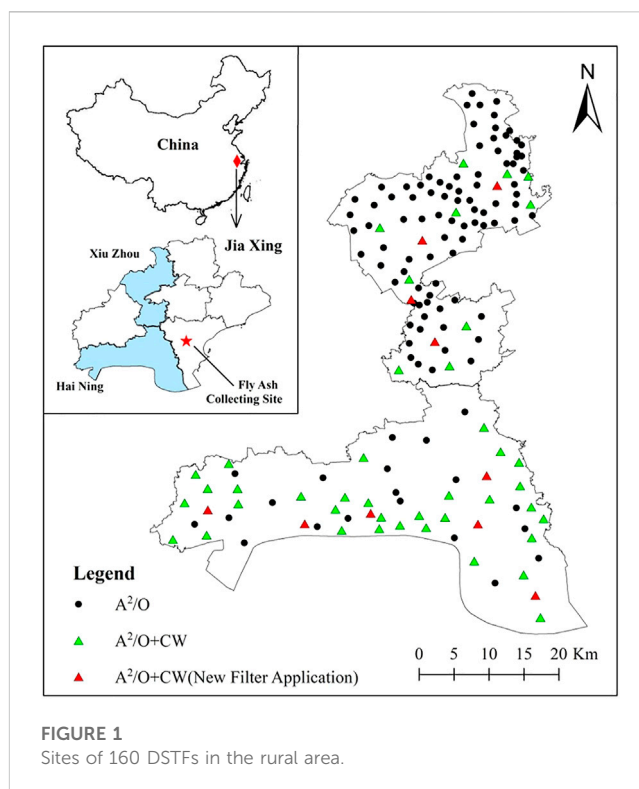 China
Jia Xing
Xiu Zhou
Hai Ning
Fly Ash
Collecting Site
N
Legend
A²/O
A²/O+CW
A²/O+CW(New Filter Application)
0 5 10 15 20 Km
FIGURE 1
Sites of 160 DSTFs in the rural area.